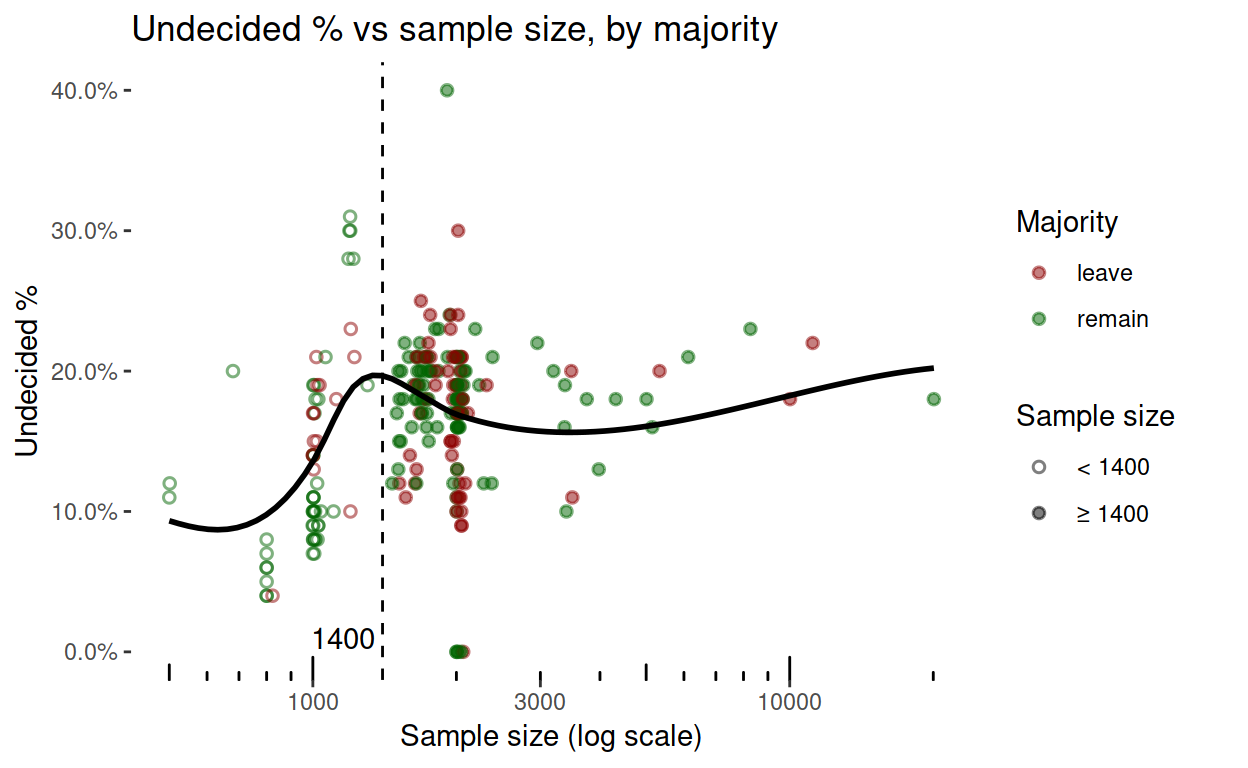 Undecided % vs sample size, by majority
Undecided %
40.0%
30.0%
20.0%
10.0%
0.0%
1400
1000
3000
10000
Sample size (log scale)
Majority
leave
remain
Sample size
< 1400
≥ 1400